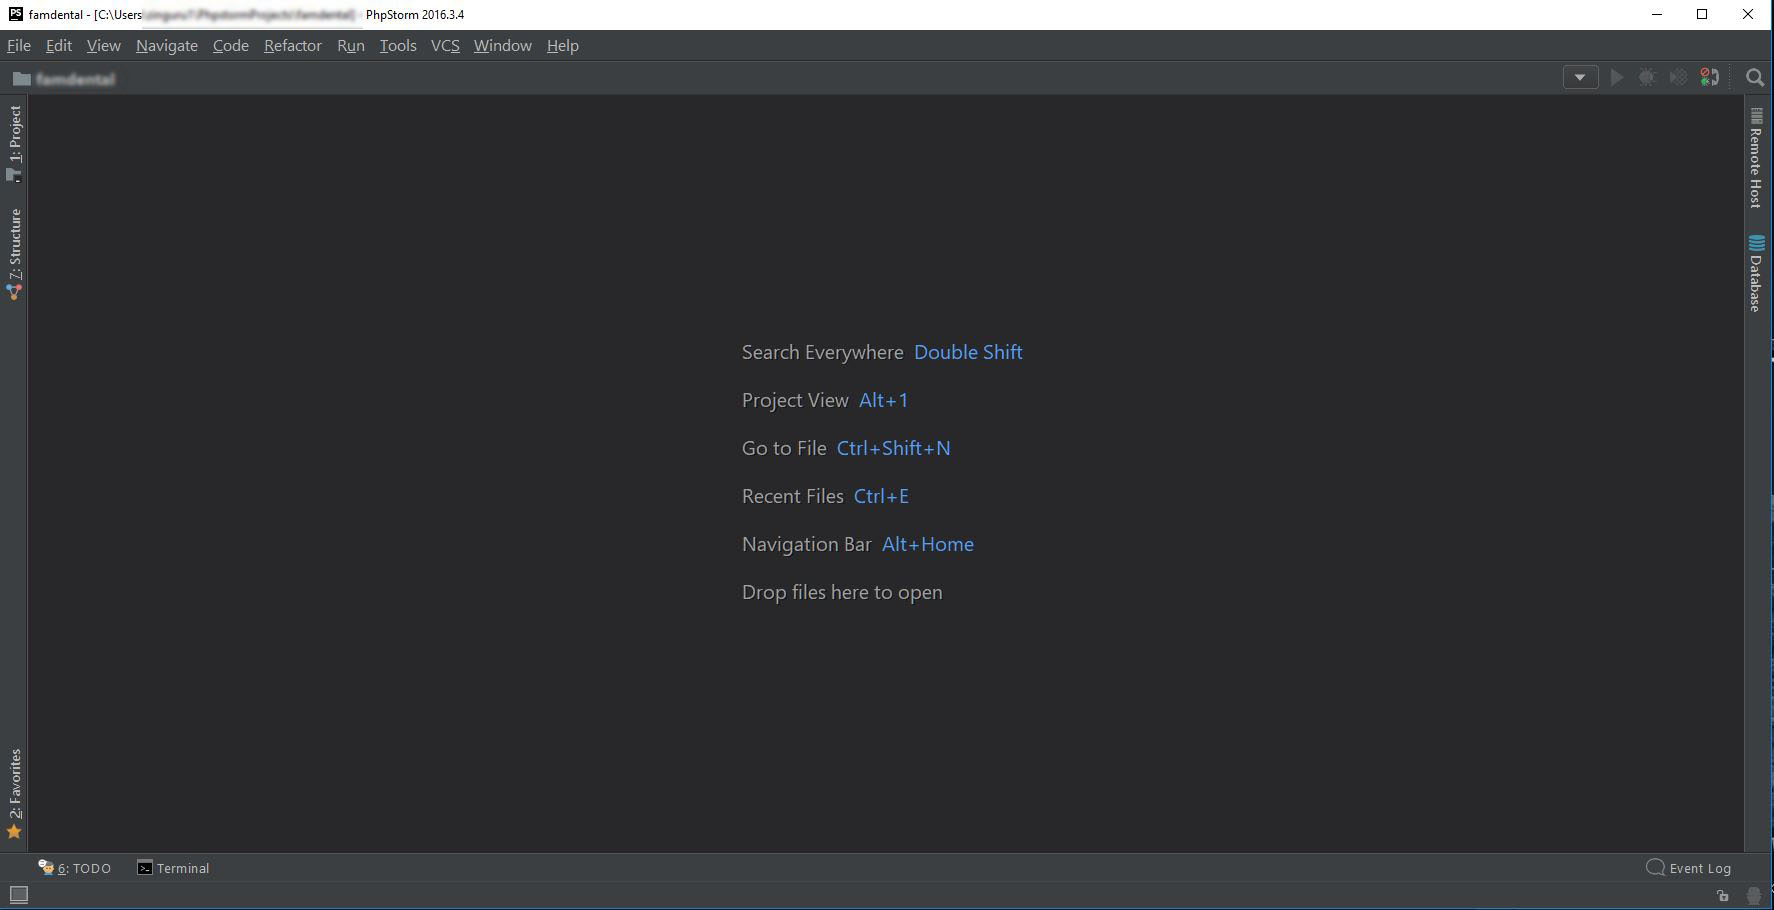 PS famdental - [C:\Users PhpStorm 2016.3.4
File Edit View Navigate Code Refactor Run Tools VCS Window Help
famdental
1: Project
7: Structure
2: Favorites
Remote Host
Database
Search Everywhere Double Shift
Project View Alt+1
Go to File Ctrl+Shift+N
Recent Files Ctrl+E
Navigation Bar Alt+Home
Drop files here to open
6: TODO Terminal Event Log